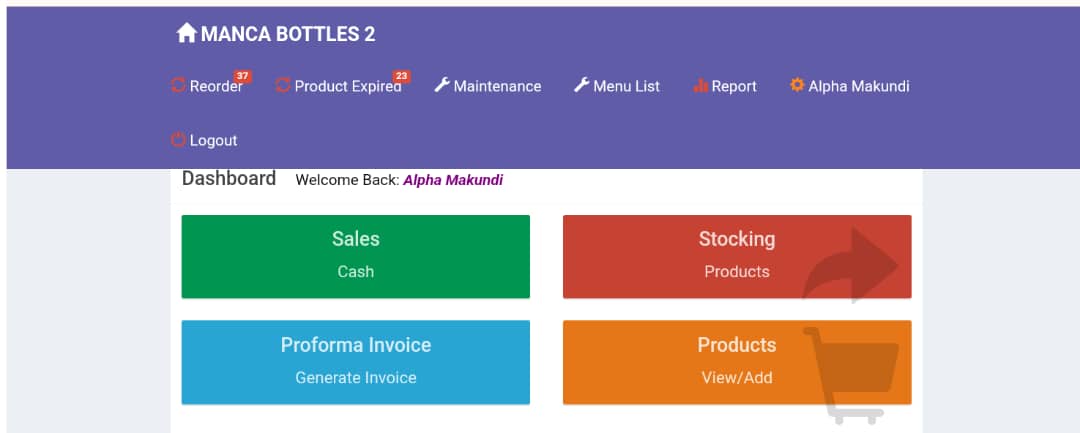 MANCA BOTTLES 2
Reorder 37 Product Expired 23 Maintenance Menu List Report Alpha Makundi
Logout
Dashboard Welcome Back: Alpha Makundi
Sales Stocking
Cash Products
Proforma Invoice Products
Generate Invoice View/Add